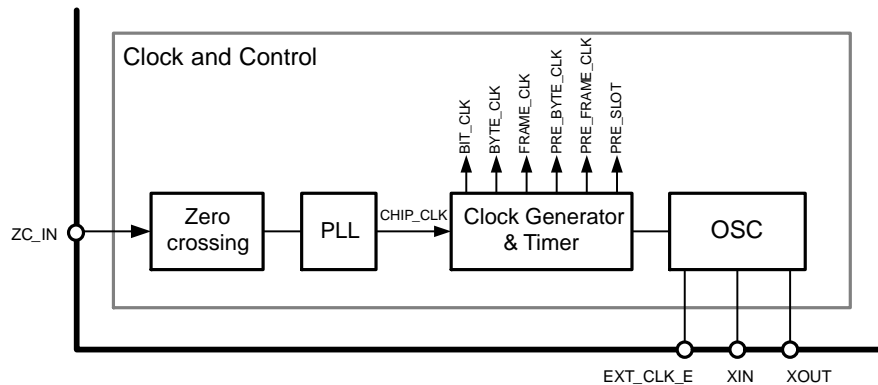 Clock and Control
BIT_CLK
BYTE_CLK
FRAME_CLK
PRE_BYTE_CLK
PRE_FRAME_CLK
PRE_SLOT
ZC_IN
Zero
crossing
PLL
CHIP_CLK
Clock Generator
& Timer
OSC
EXT_CLK_E
XIN
XOUT